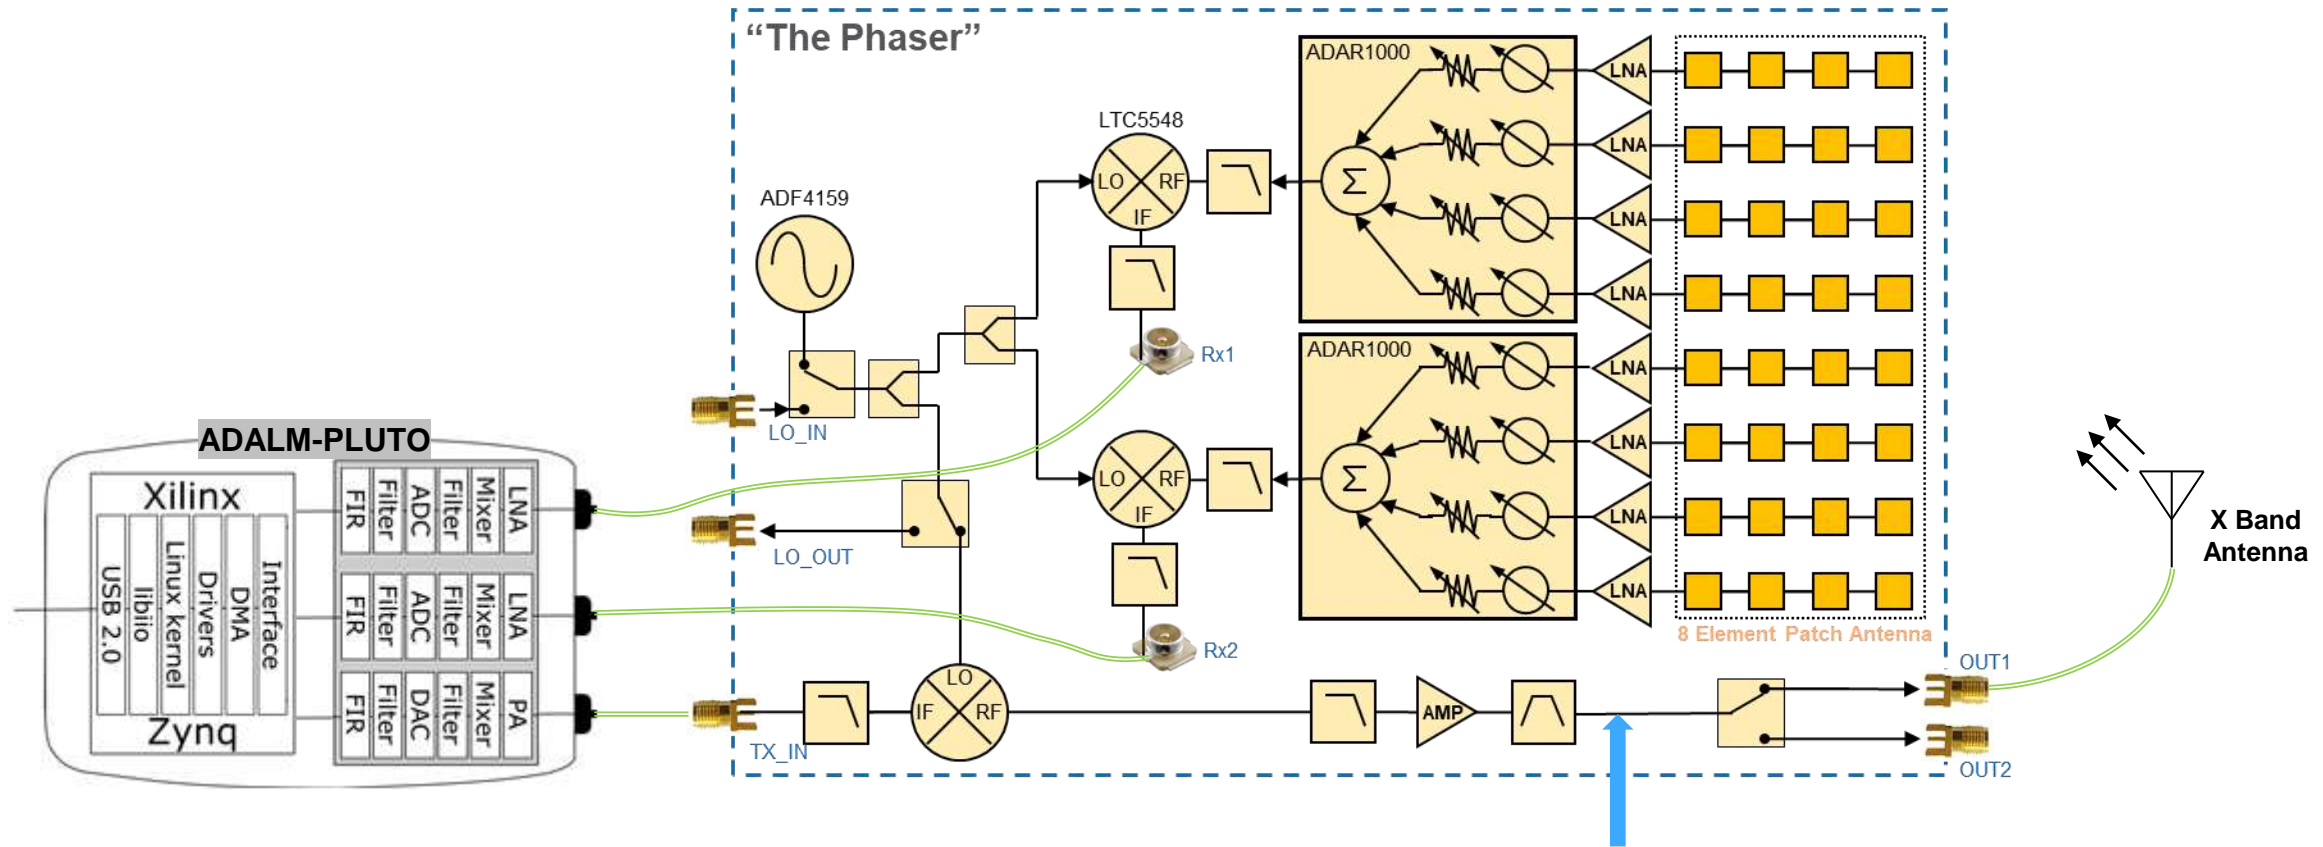 “The Phaser”
ADAR1000
LNA
LNA
LNA
LNA
LTC5548
LO
RF
IF
ADF4159
Rx1
ADAR1000
LNA
LNA
LNA
LNA
LO_IN
ADALM-PLUTO
Xilinx
USB 2.0
libiio
Linux kernel
Drivers
DMA
Interface
Zynq
FIR
Filter
ADC
Filter
Mixer
LNA
FIR
Filter
ADC
Filter
Mixer
LNA
FIR
Filter
DAC
Filter
Mixer
PA
LO_OUT
LO
RF
IF
Σ
Σ
Rx2
8 Element Patch Antenna
X Band
Antenna
TX_IN
LO
IF
RF
AMP
OUT1
OUT2